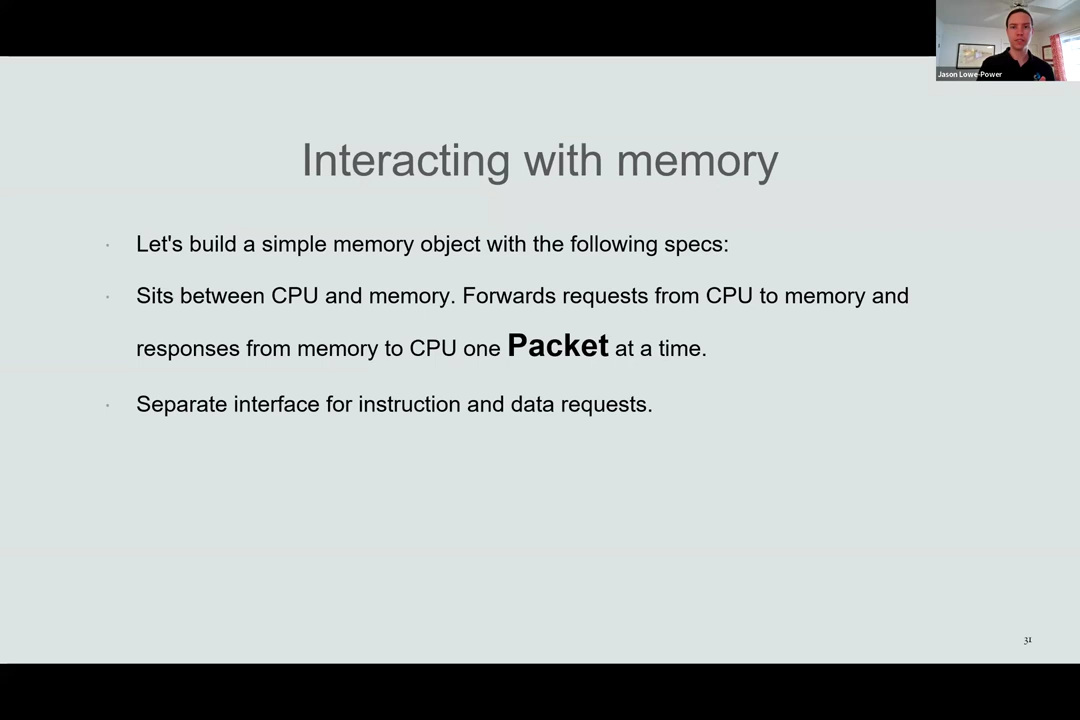 Jason Lowe-Power
Interacting with memory
· Let's build a simple memory object with the following specs:
· Sits between CPU and memory. Forwards requests from CPU to memory and
responses from memory to CPU one Packet at a time.
· Separate interface for instruction and data requests.
31